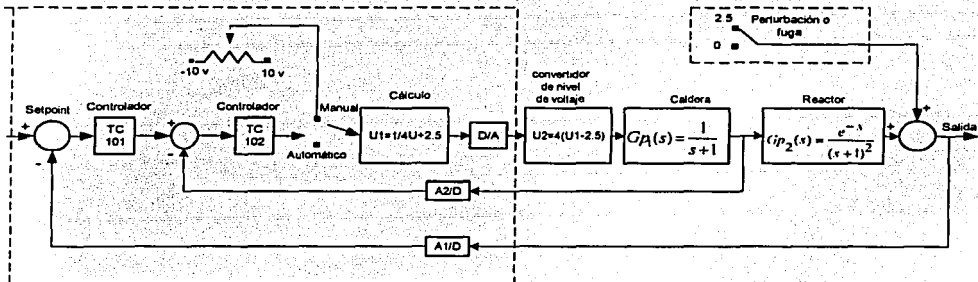 2.5
Perturbación o
fuga
0
-10 v
10 v
convertidor
de nivel
de voltaje
Setpoint
Controlador
Controlador
Manual
Cálculo
Caldera
Reactor
+
-
TC
101
+
-
TC
102
Automático
U1=1/4U+2.5
D/A
U2=4(U1-2.5)
Gp₁(s) = 1/(s+1)
Gp₂(s) = e⁻ˢ/(s+1)²
+
+
Salida
A2/D
A1/D